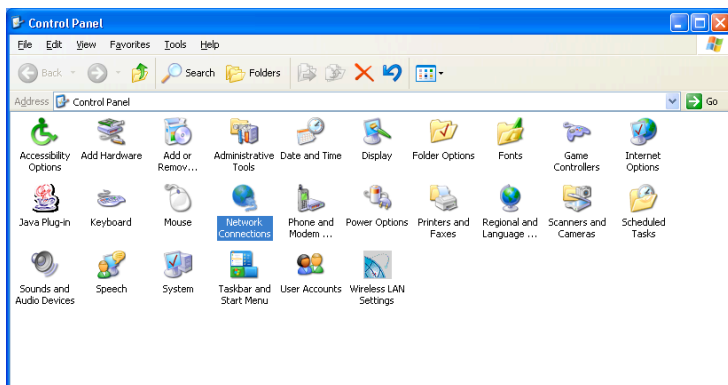 Control Panel
File Edit View Favorites Tools Help
Back Search Folders
Address Control Panel Go
Accessibility Options
Add Hardware
Add or Remov...
Administrative Tools
Date and Time
Display
Folder Options
Fonts
Game Controllers
Internet Options
Java Plug-in
Keyboard
Mouse
Network Connections
Phone and Modem ...
Power Options
Printers and Faxes
Regional and Language ...
Scanners and Cameras
Scheduled Tasks
Sounds and Audio Devices
Speech
System
Taskbar and Start Menu
User Accounts
Wireless LAN Settings